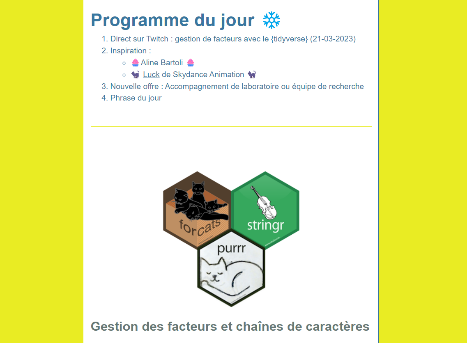 Programme du jour
1. Direct sur Twitch : gestion de facteurs avec le {tidyverse} (21-03-2023)
2. Inspiration :
Aline Bartoli
Luck de Skydance Animation
3. Nouvelle offre : Accompagnement de laboratoire ou équipe de recherche
4. Phrase du jour
forcats
stringr
purrr
Gestion des facteurs et chaînes de caractères